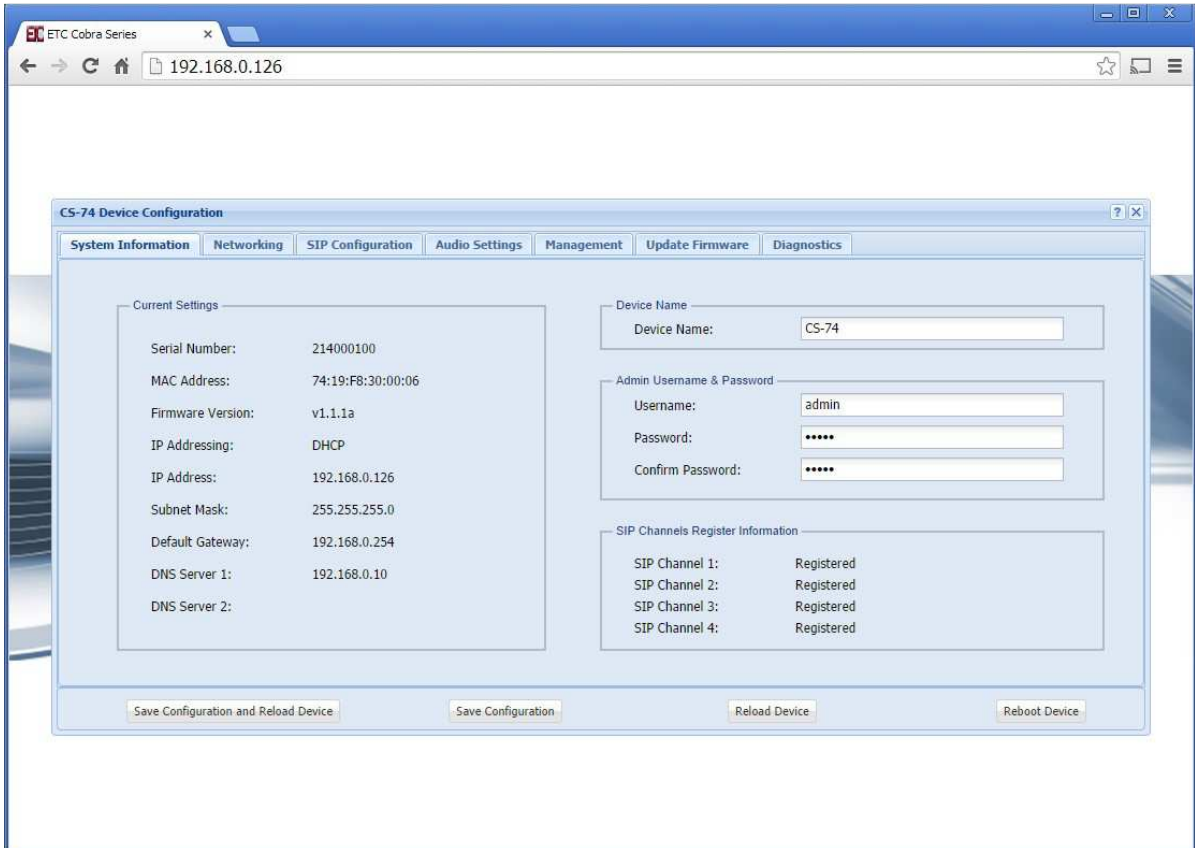 ETC Cobra Series
192.168.0.126
CS-74 Device Configuration
System Information Networking SIP Configuration Audio Settings Management Update Firmware Diagnostics
Current Settings
Serial Number: 214000100
MAC Address: 74:19:F8:30:00:06
Firmware Version: v1.1.1a
IP Addressing: DHCP
IP Address: 192.168.0.126
Subnet Mask: 255.255.255.0
Default Gateway: 192.168.0.254
DNS Server 1: 192.168.0.10
DNS Server 2:
Device Name
Device Name: CS-74
Admin Username & Password
Username: admin
Password: •••••
Confirm Password: •••••
SIP Channels Register Information
SIP Channel 1: Registered
SIP Channel 2: Registered
SIP Channel 3: Registered
SIP Channel 4: Registered
Save Configuration and Reload Device Save Configuration Reload Device Reboot Device